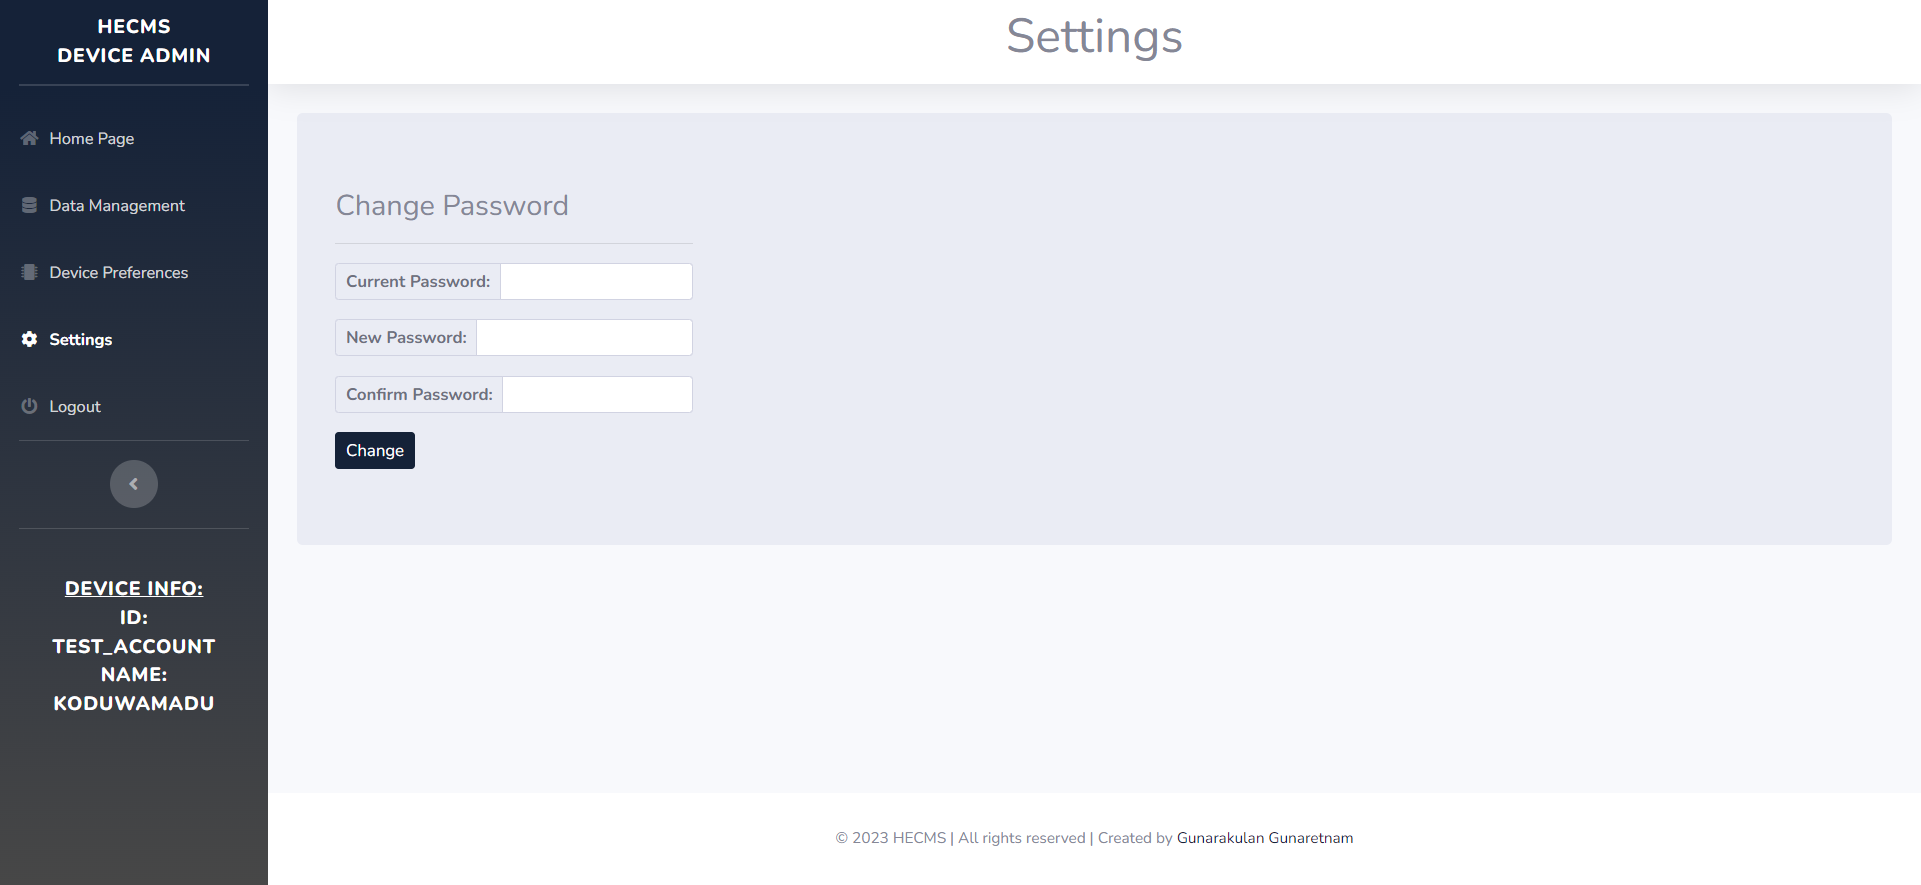 HECMS
DEVICE ADMIN
Home Page
Data Management
Device Preferences
Settings
Logout
DEVICE INFO:
ID:
TEST_ACCOUNT
NAME:
KODUWAMADU
Settings
Change Password
Current Password:
New Password:
Confirm Password:
Change
© 2023 HECMS | All rights reserved | Created by Gunarakulan Gunaretnam